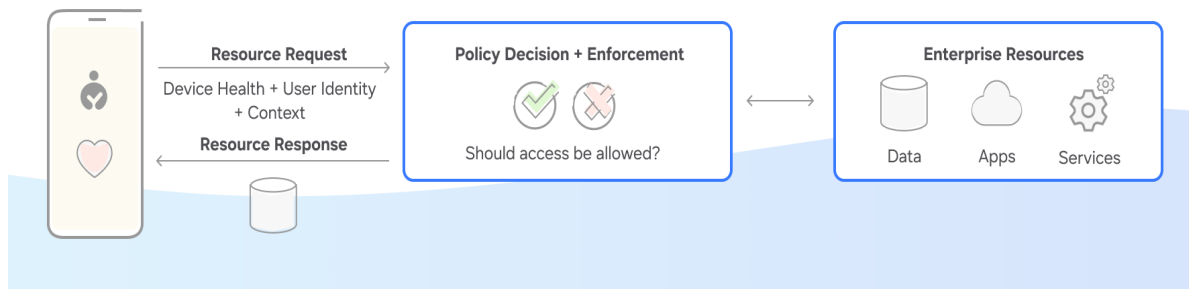 Resource Request
Device Health + User Identity
+ Context
Resource Response
Policy Decision + Enforcement
Should access be allowed?
Enterprise Resources
Data
Apps
Services